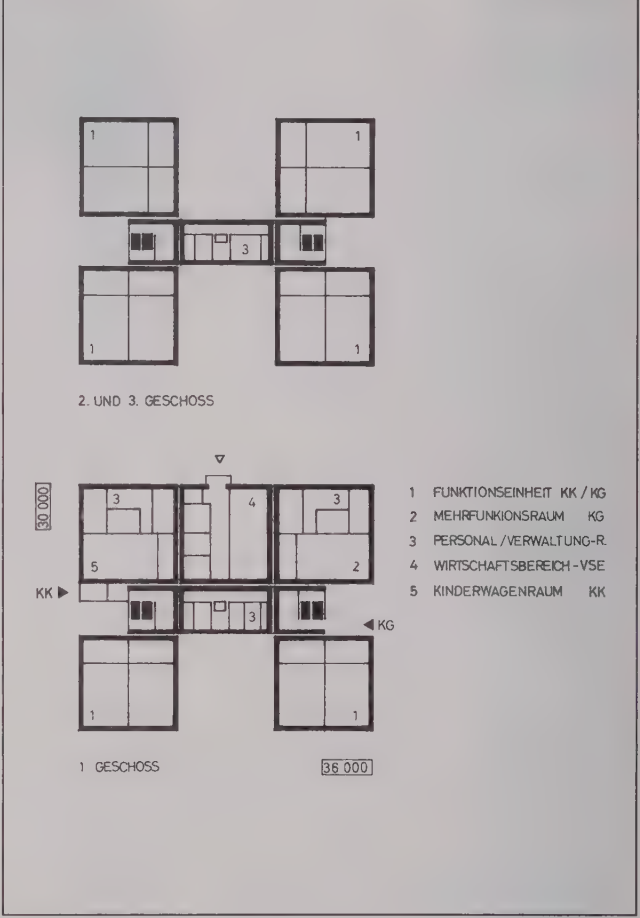 1 1
3
1 1
2. UND 3. GESCHOSS
30 000
3 4 3
5 2
KK
3
KG
1 1
1 GESCHOSS 36 000
1 FUNKTIONSEINHEIT KK / KG
2 MEHRFUNKIONSRAUM KG
3 PERSONAL / VERWALTUNG-R.
4 WIRTSCHAFTSBEREICH - VSE
5 KINDERWAGENRAUM KK